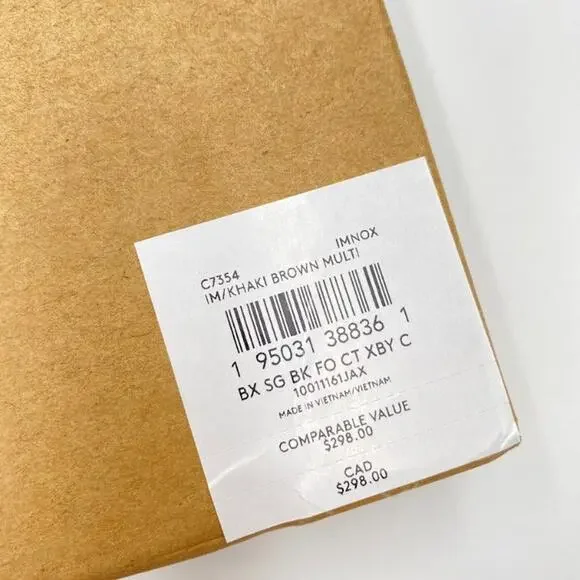 C7354 IMNOX
IM/KHAKI BROWN MULTI
1 95031 38836 1
BX SG BK FO CT XBY C
10011161JAX
MADE IN VIETNAM/VIETNAM
COMPARABLE VALUE
$298.00
CAD
$298.00